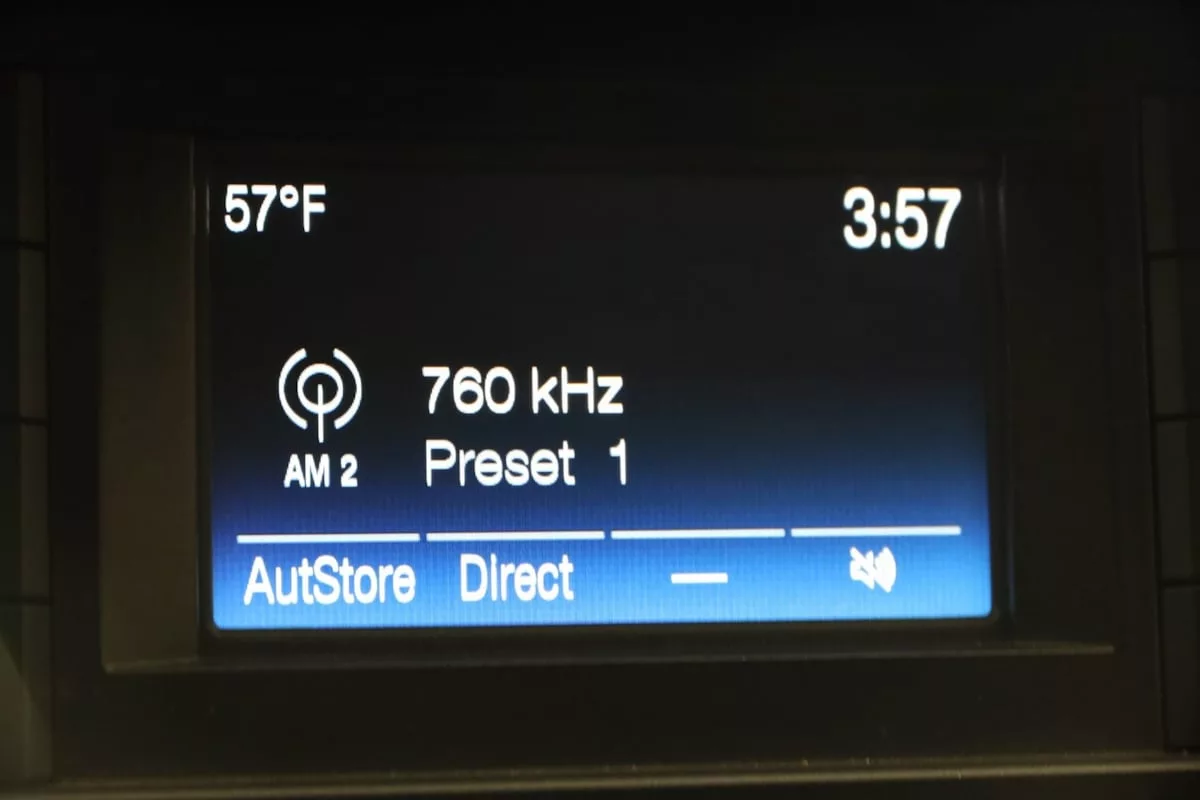 57°F 3:57
760 kHz
AM 2 Preset 1
AutStore Direct —